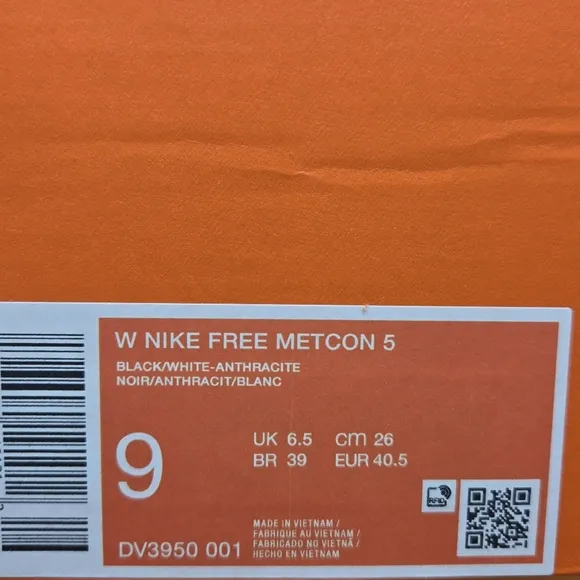 W NIKE FREE METCON 5
BLACK/WHITE-ANTHRACITE
NOIR/ANTHRACIT/BLANC
9
UK 6.5 cm 26
BR 39 EUR 40.5
RFID
MADE IN VIETNAM /
FABRIQUE AU VIETNAM /
FABRICADO NO VIETNÃ /
HECHO EN VIETNAM
DV3950 001